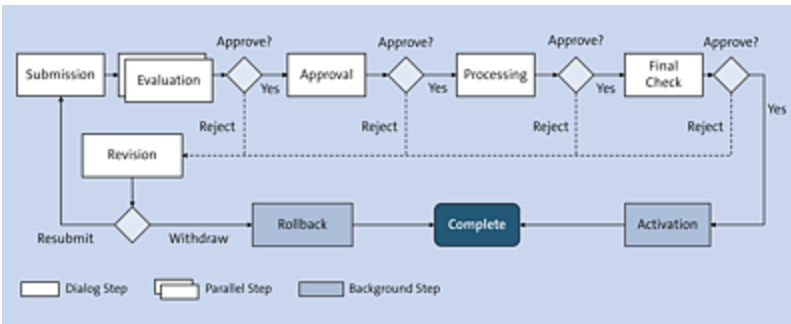 Approve?
Approve?
Approve?
Approve?
Submission
Evaluation
Yes
Approval
Yes
Processing
Yes
Final
Check
Yes
Reject
Reject
Reject
Reject
Revision
Resubmit
Withdraw
Rollback
Complete
Activation
Dialog Step
Parallel Step
Background Step